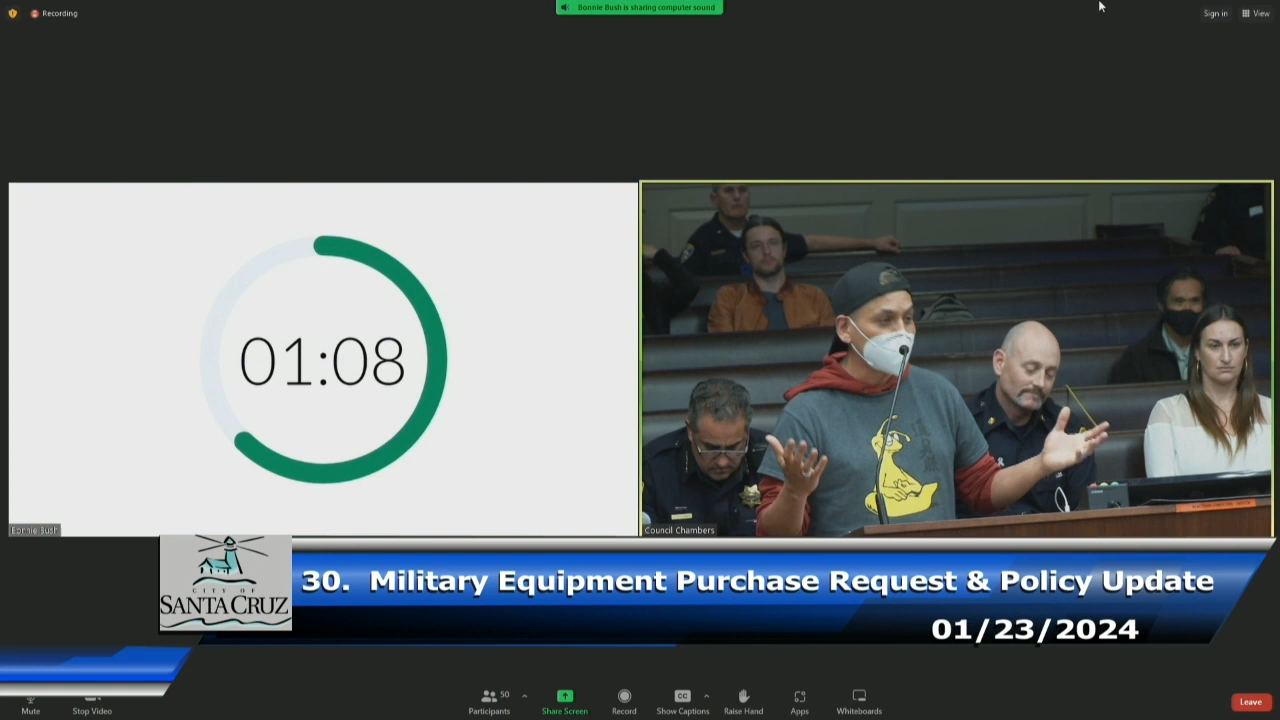 Recording
Bonnie Bush is sharing computer sound
Sign in
View
01:08
Bonnie Bush
Council Chambers
CITY OF
SANTA CRUZ
30. Military Equipment Purchase Request & Policy Update
01/23/2024
Mute
Stop Video
Participants
50
Share Screen
CC
Record
Show Captions
Raise Hand
Apps
Whiteboards
Leave